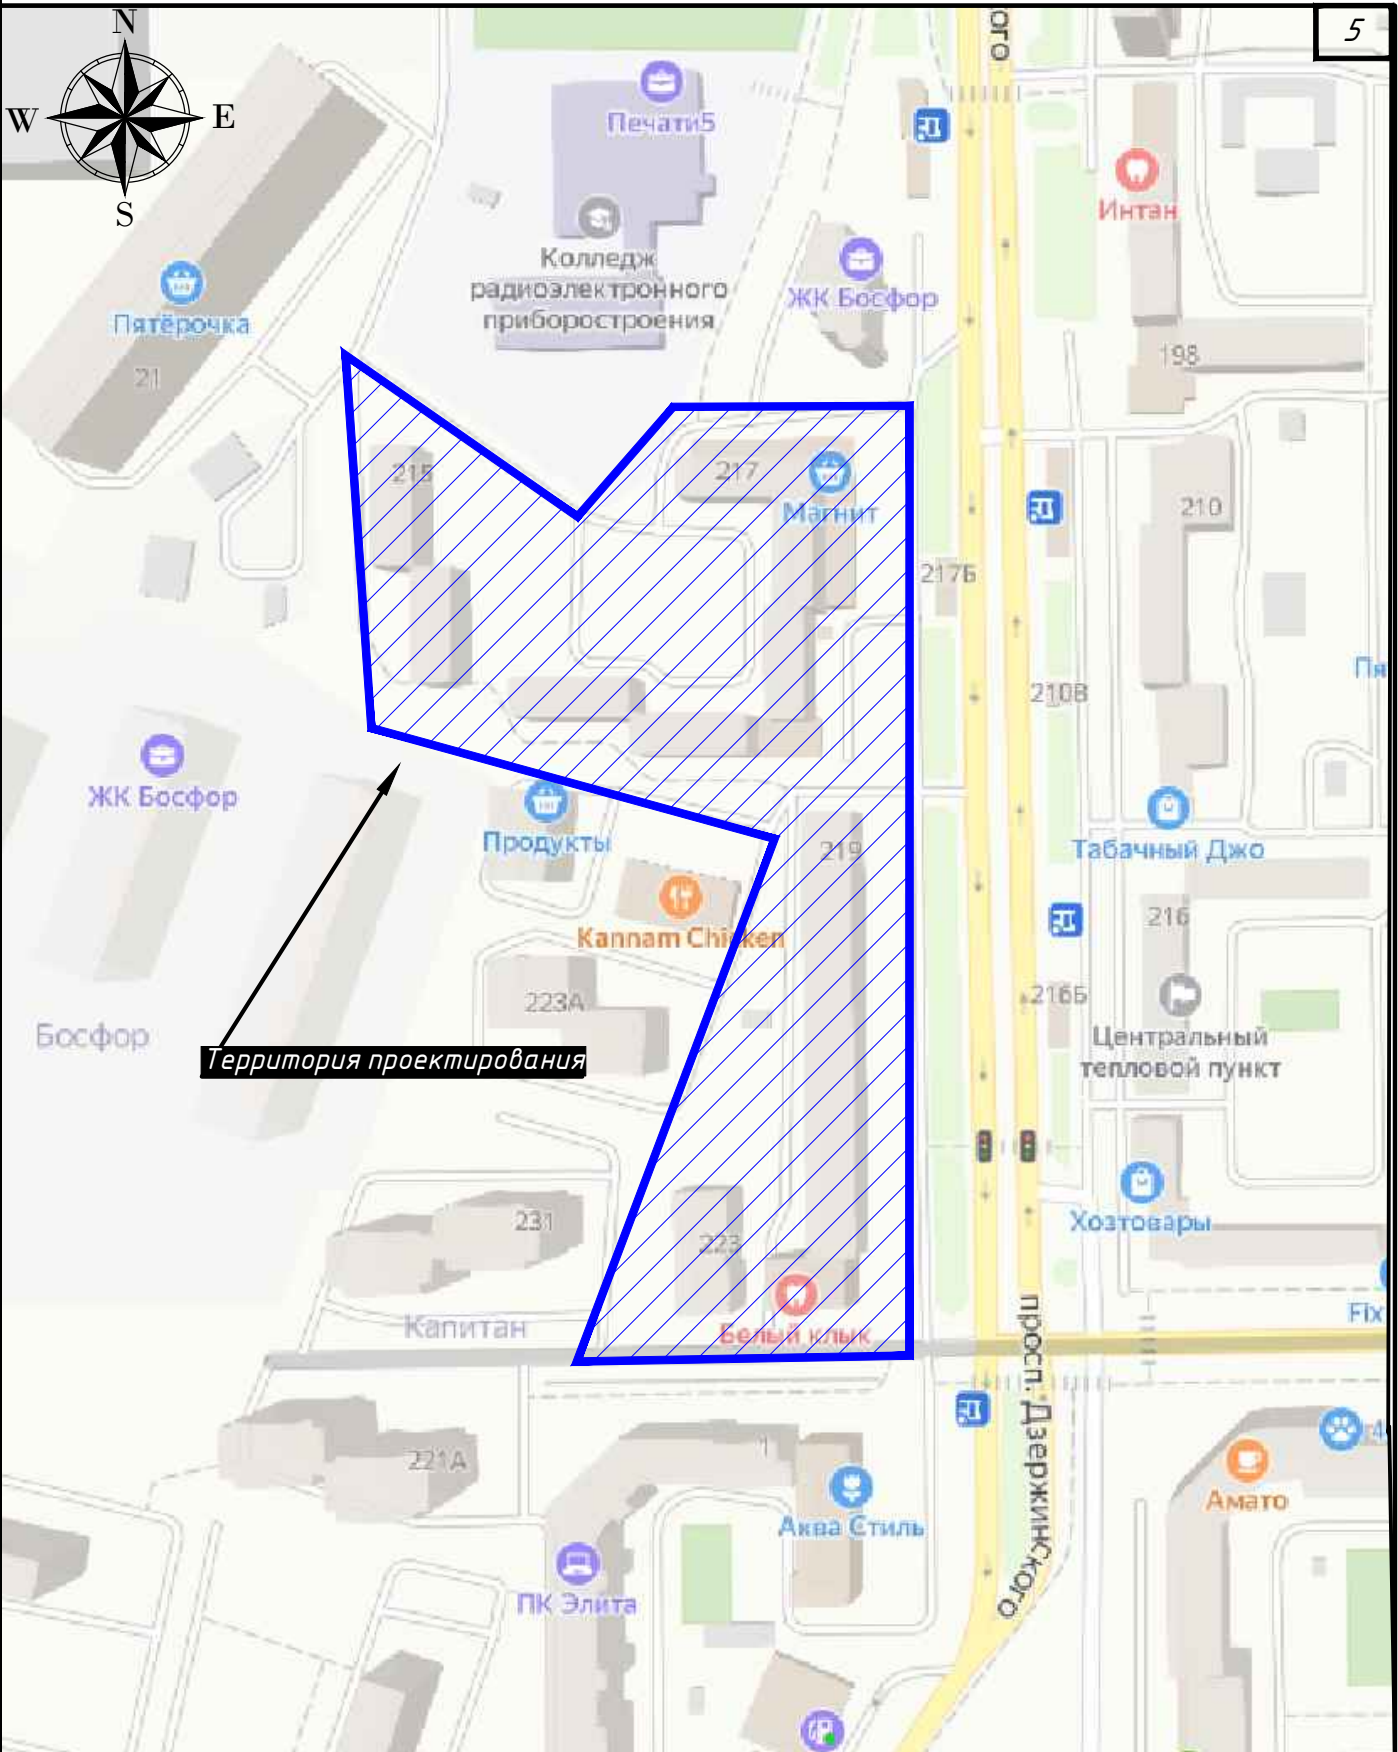 5
N
W
E
S
ого
Печати5
Интан
Колледж
радиоэлектронного
приборостроения
ЖК Босфор
Пятёрочка
21
198
215
217
Магнит
210
217Б
210В
ЖК Босфор
Продукты
219
Табачный Джо
Kannam Chicken
216
223А
216Б
Босфор
Территория проектирования
Центральный
тепловой пункт
231
223
Хозтовары
Капитан
Белый клык
Fix
просп. Дзержинского
221А
1
Амато
Аква Стиль
ПК Элита